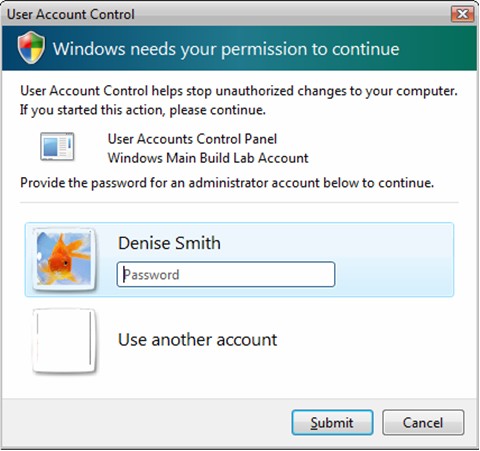 User Account Control
Windows needs your permission to continue
User Account Control helps stop unauthorized changes to your computer.
If you started this action, please continue.
User Accounts Control Panel
Windows Main Build Lab Account
Provide the password for an administrator account below to continue.
Denise Smith
Password
Use another account
Submit
Cancel